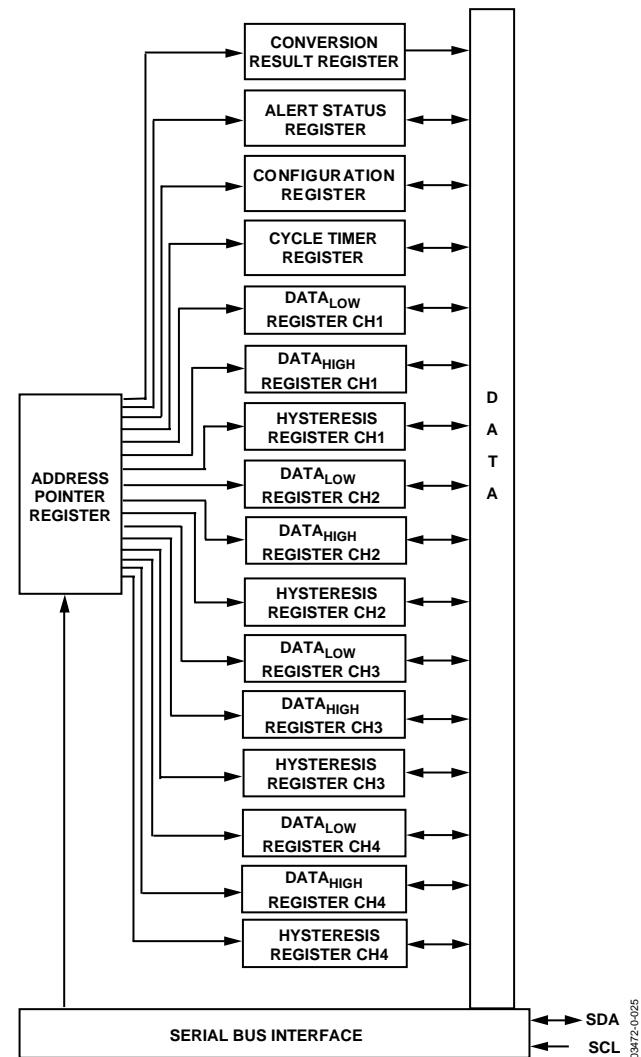 CONVERSION
RESULT REGISTER
ALERT STATUS
REGISTER
CONFIGURATION
REGISTER
CYCLE TIMER
REGISTER
DATALOW
REGISTER CH1
DATAHIGH
REGISTER CH1
HYSTERESIS
REGISTER CH1
ADDRESS
POINTER
REGISTER
DATALOW
REGISTER CH2
DATAHIGH
REGISTER CH2
HYSTERESIS
REGISTER CH2
DATALOW
REGISTER CH3
DATAHIGH
REGISTER CH3
HYSTERESIS
REGISTER CH3
DATALOW
REGISTER CH4
DATAHIGH
REGISTER CH4
HYSTERESIS
REGISTER CH4
D
A
T
A
SERIAL BUS INTERFACE
SDA
SCL
03472-0-025